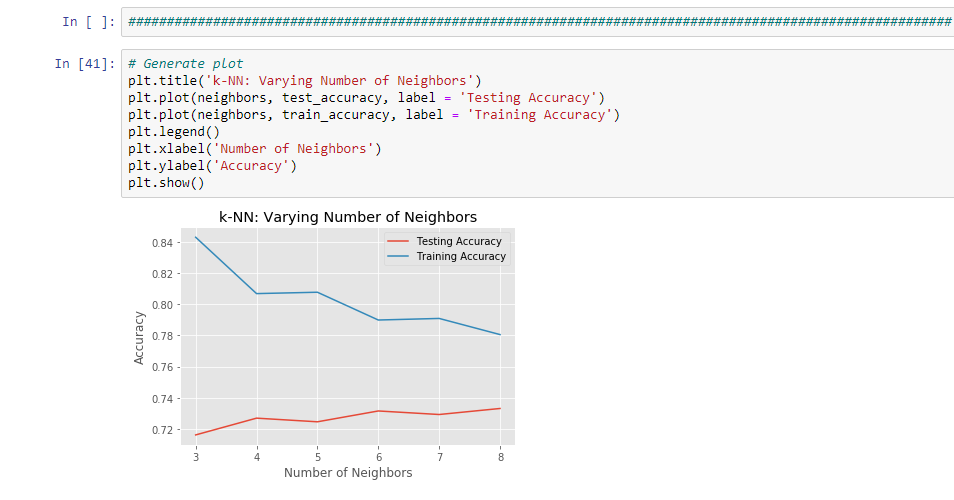 In [ ]: ############################################################################################################
In [41]: # Generate plot
plt.title('k-NN: Varying Number of Neighbors')
plt.plot(neighbors, test_accuracy, label = 'Testing Accuracy')
plt.plot(neighbors, train_accuracy, label = 'Training Accuracy')
plt.legend()
plt.xlabel('Number of Neighbors')
plt.ylabel('Accuracy')
plt.show()
k-NN: Varying Number of Neighbors
Testing Accuracy
Training Accuracy
0.84
0.82
0.80
0.78
0.76
0.74
0.72
Accuracy
3 4 5 6 7 8
Number of Neighbors